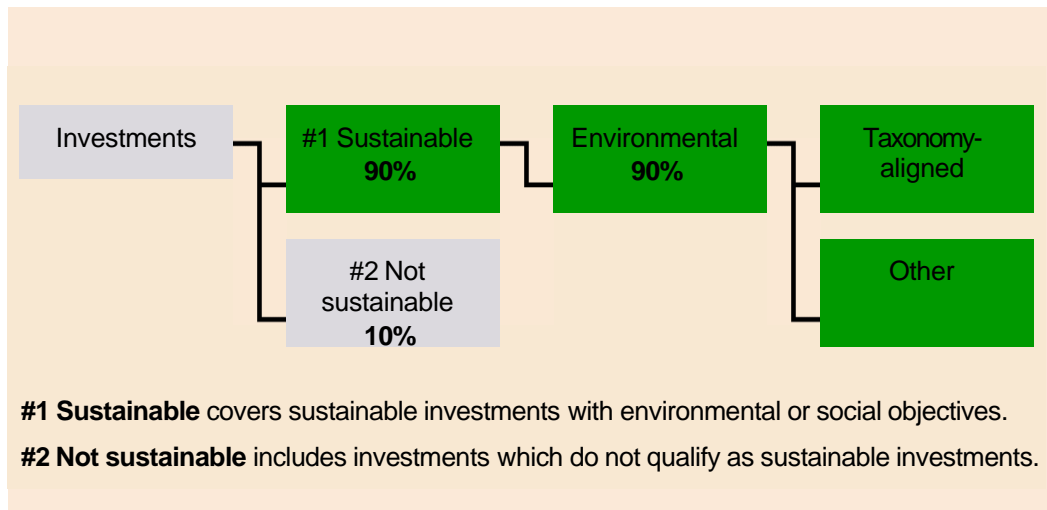 Investments
#1 Sustainable
90%
Environmental
90%
Taxonomy-
aligned
#2 Not
sustainable
10%
Other
#1 Sustainable covers sustainable investments with environmental or social objectives.
#2 Not sustainable includes investments which do not qualify as sustainable investments.